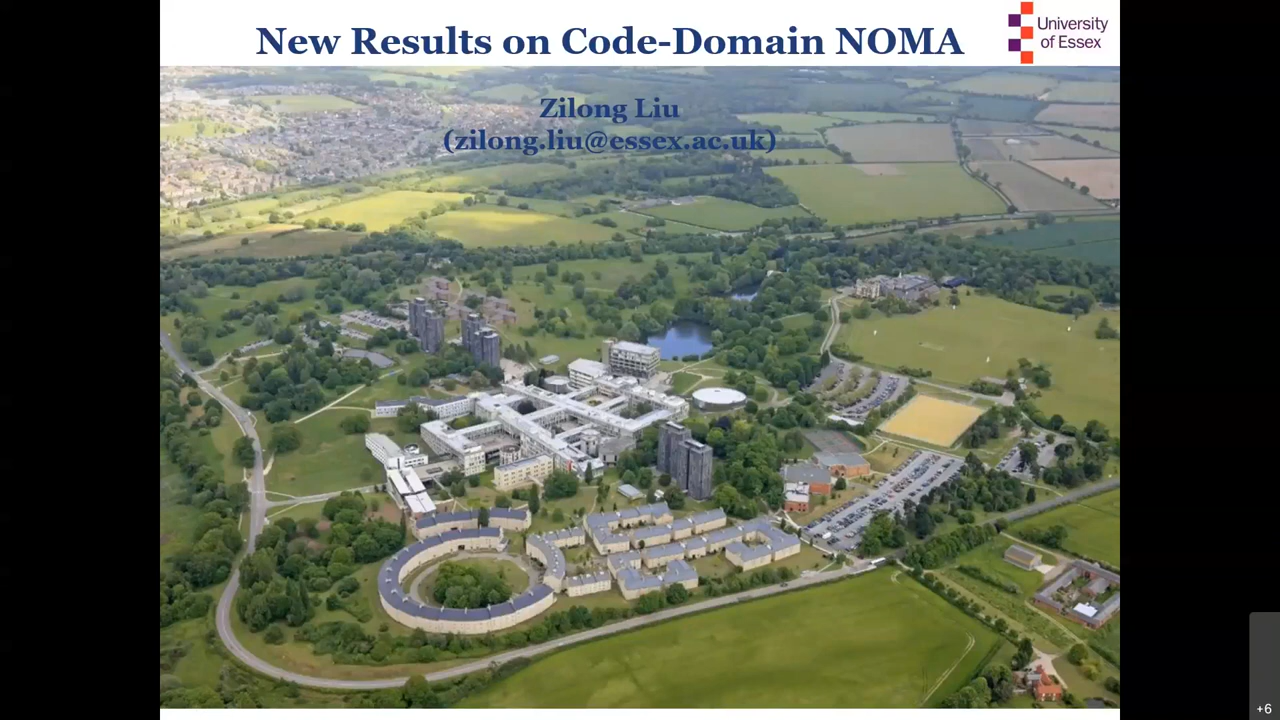 New Results on Code-Domain NOMA
University
of Essex
Zilong Liu
(zilong.liu@essex.ac.uk)
+6